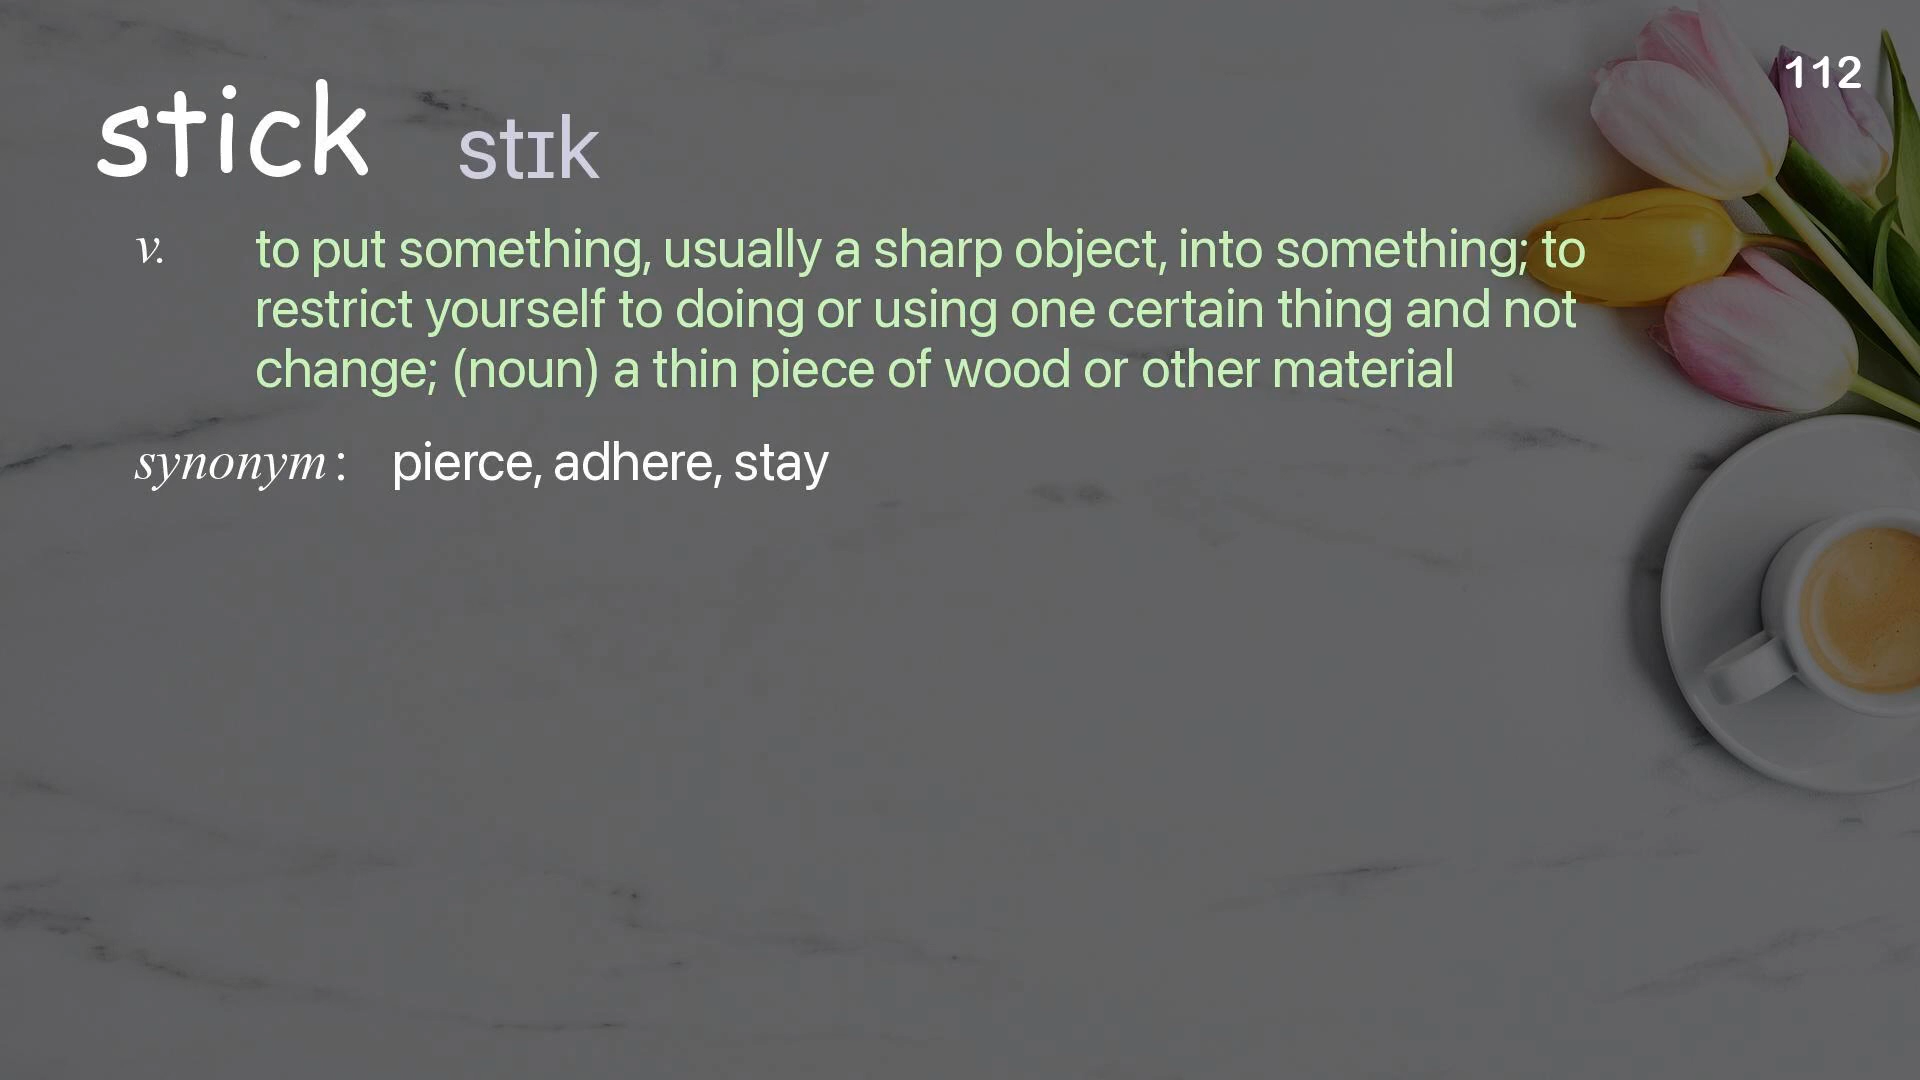 112
stick stɪk
v. to put something, usually a sharp object, into something; to
restrict yourself to doing or using one certain thing and not
change; (noun) a thin piece of wood or other material
synonym : pierce, adhere, stay